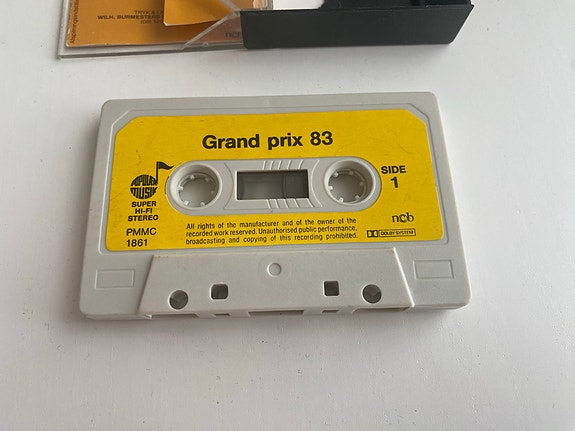 WILH. BURMESTERS
Grand prix 83
POPULÆR
MUSIK
SUPER
HI-FI
STEREO
PMMC
1861
SIDE
1
All rights of the manufacturer and of the owner of the
recorded work reserved. Unauthorised public performance,
broadcasting and copying of this recording prohibited.
ncb
DOLBY SYSTEM